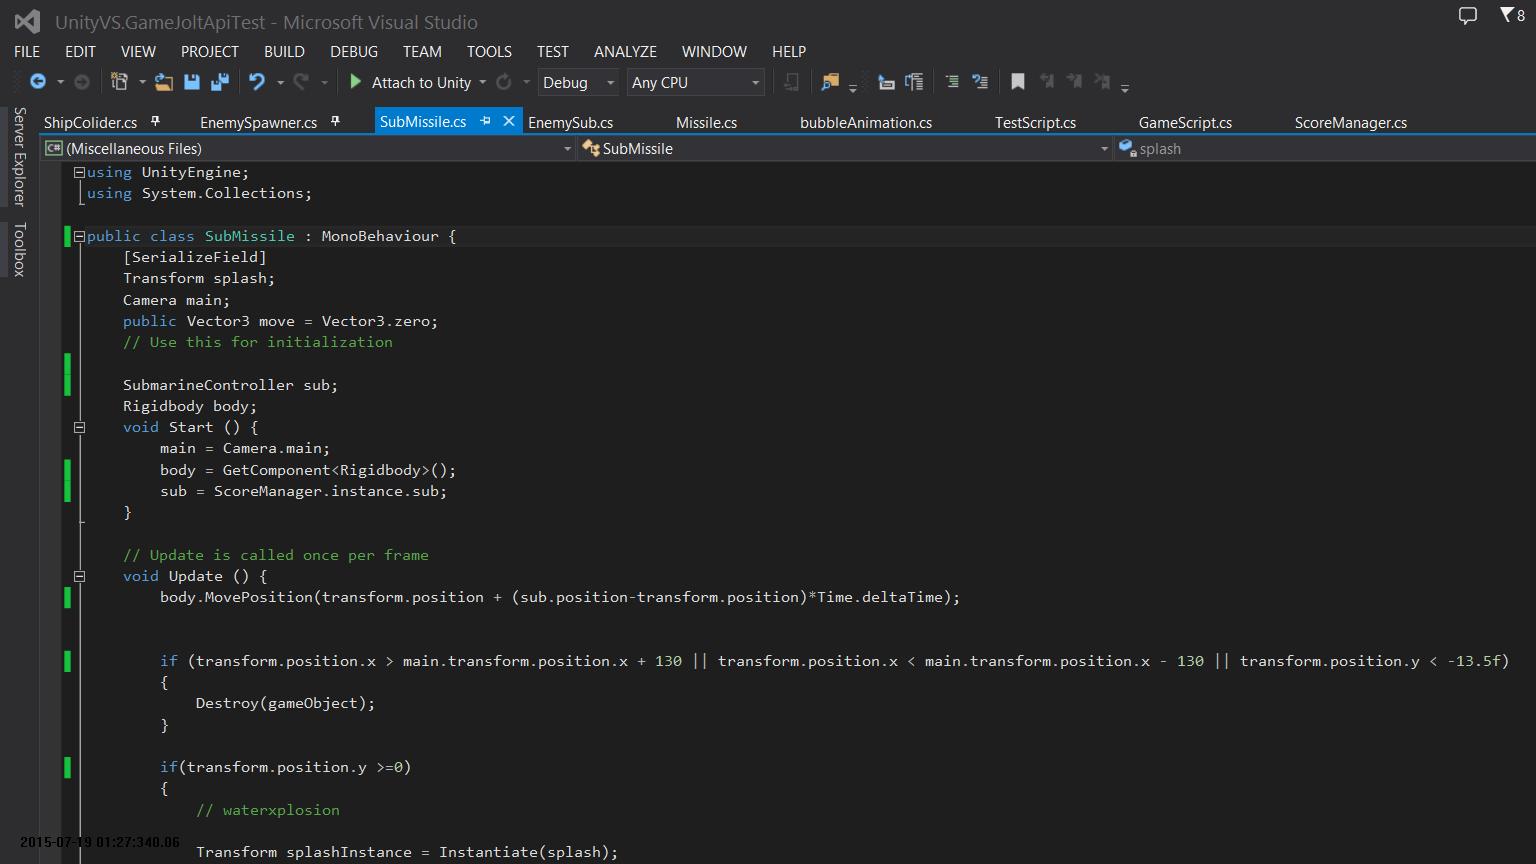 UnityVS.GameJoltApiTest - Microsoft Visual Studio
8
FILE EDIT VIEW PROJECT BUILD DEBUG TEAM TOOLS TEST ANALYZE WINDOW HELP
Attach to Unity Debug Any CPU
Server Explorer
Toolbox
ShipColider.cs EnemySpawner.cs SubMissile.cs EnemySub.cs Missile.cs bubbleAnimation.cs TestScript.cs GameScript.cs ScoreManager.cs
C# (Miscellaneous Files) SubMissile splash
using UnityEngine;
using System.Collections;
public class SubMissile : MonoBehaviour {
[SerializeField]
Transform splash;
Camera main;
public Vector3 move = Vector3.zero;
// Use this for initialization
SubmarineController sub;
Rigidbody body;
void Start () {
main = Camera.main;
body = GetComponent<Rigidbody>();
sub = ScoreManager.instance.sub;
}
// Update is called once per frame
void Update () {
body.MovePosition(transform.position + (sub.position-transform.position)*Time.deltaTime);
if (transform.position.x > main.transform.position.x + 130 || transform.position.x < main.transform.position.x - 130 || transform.position.y < -13.5f)
{
Destroy(gameObject);
}
if(transform.position.y >=0)
{
// waterxplosion
2015-07-19 01:27:340.06
Transform splashInstance = Instantiate(splash);